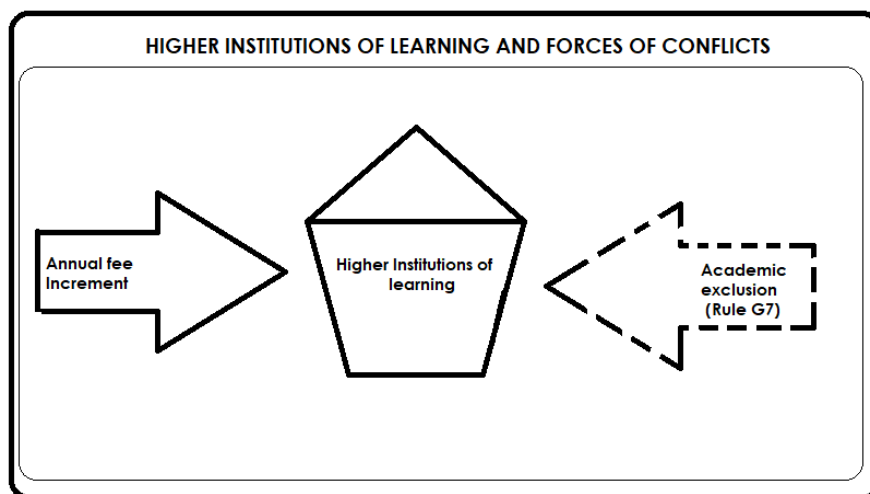 HIGHER INSTITUTIONS OF LEARNING AND FORCES OF CONFLICTS
Annual fee
Increment
Higher Institutions of
learning
Academic
exclusion
(Rule G7)